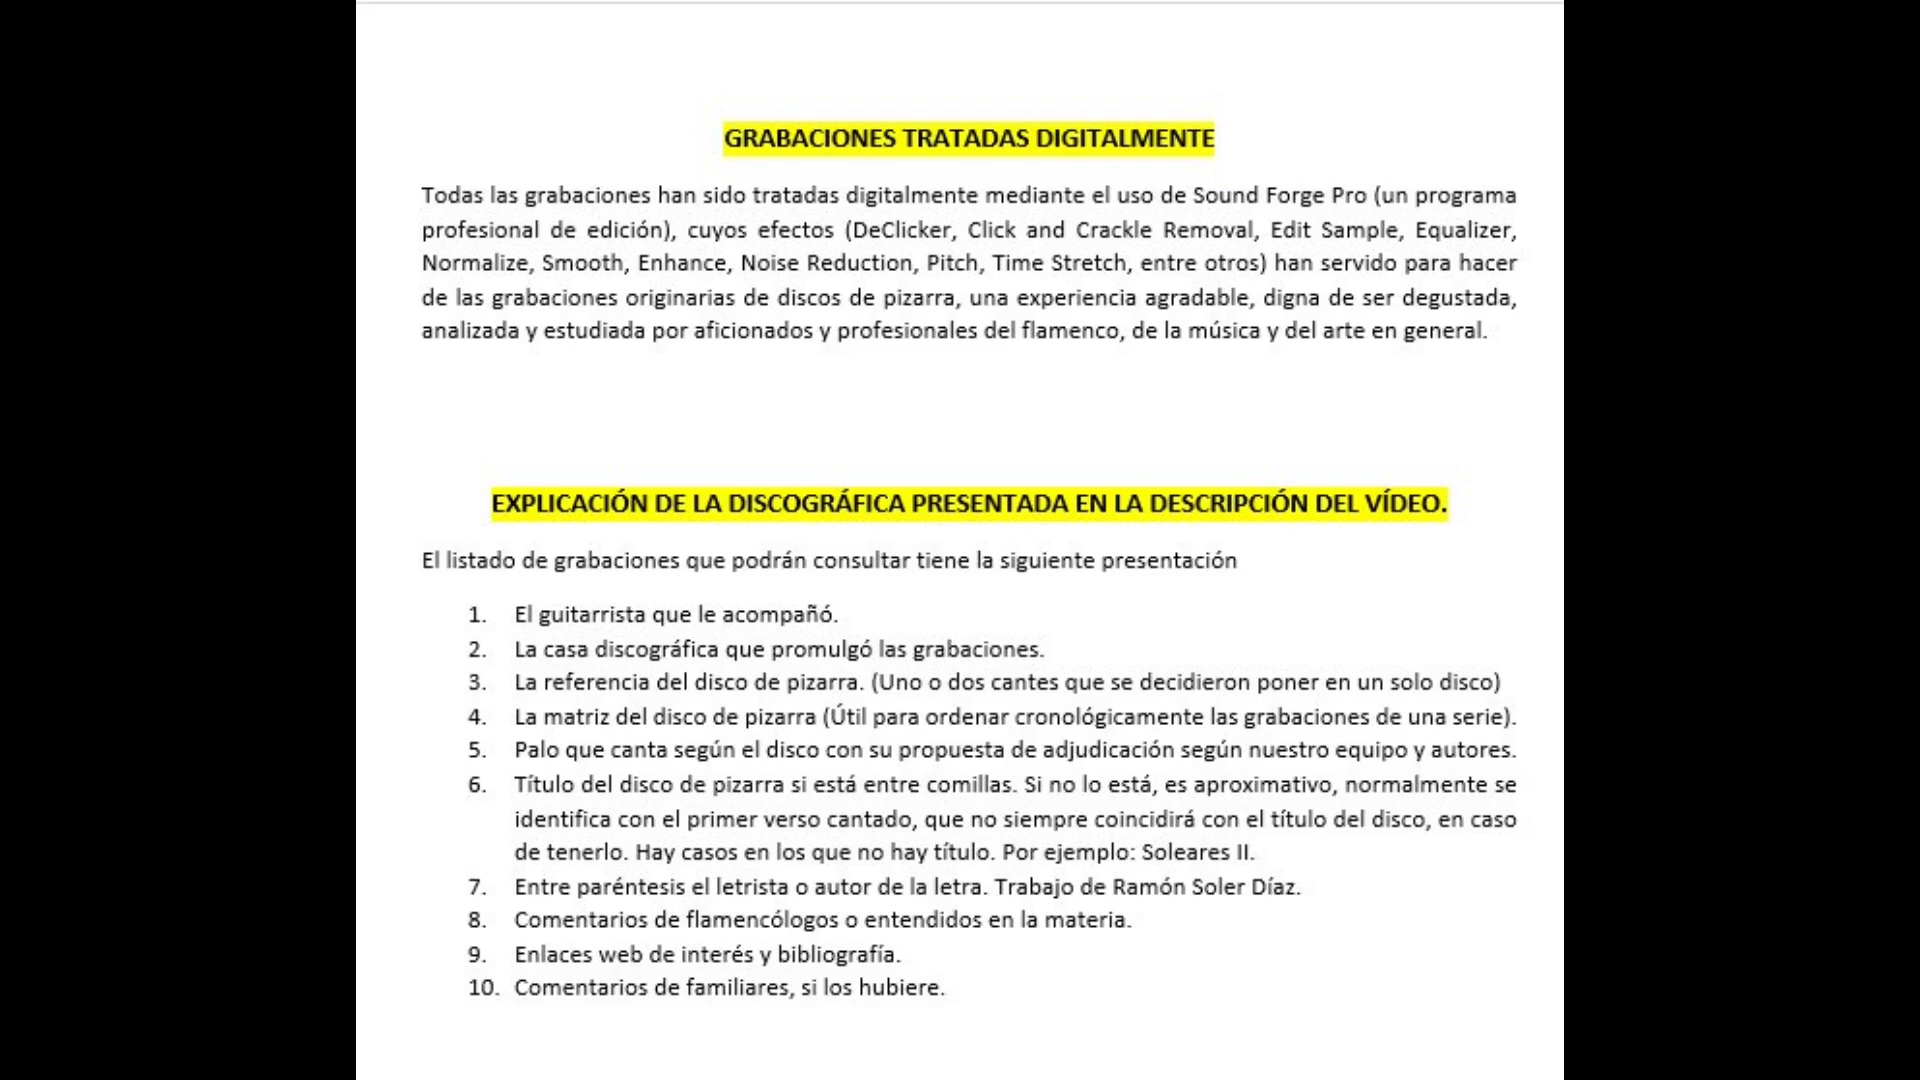 GRABACIONES TRATADAS DIGITALMENTE
Todas las grabaciones han sido tratadas digitalmente mediante el uso de Sound Forge Pro (un programa
profesional de edición), cuyos efectos (DeClicker, Click and Crackle Removal, Edit Sample, Equalizer,
Normalize, Smooth, Enhance, Noise Reduction, Pitch, Time Stretch, entre otros) han servido para hacer
de las grabaciones originarias de discos de pizarra, una experiencia agradable, digna de ser degustada,
analizada y estudiada por aficionados y profesionales del flamenco, de la música y del arte en general.
EXPLICACIÓN DE LA DISCOGRÁFICA PRESENTADA EN LA DESCRIPCIÓN DEL VÍDEO.
El listado de grabaciones que podrán consultar tiene la siguiente presentación
1. El guitarrista que le acompañó.
2. La casa discográfica que promulgó las grabaciones.
3. La referencia del disco de pizarra. (Uno o dos cantes que se decidieron poner en un solo disco)
4. La matriz del disco de pizarra (Útil para ordenar cronológicamente las grabaciones de una serie).
5. Palo que canta según el disco con su propuesta de adjudicación según nuestro equipo y autores.
6. Título del disco de pizarra si está entre comillas. Si no lo está, es aproximativo, normalmente se
identifica con el primer verso cantado, que no siempre coincidirá con el título del disco, en caso
de tenerlo. Hay casos en los que no hay título. Por ejemplo: Soleares II.
7. Entre paréntesis el letrista o autor de la letra. Trabajo de Ramón Soler Díaz.
8. Comentarios de flamencólogos o entendidos en la materia.
9. Enlaces web de interés y bibliografía.
10. Comentarios de familiares, si los hubiere.